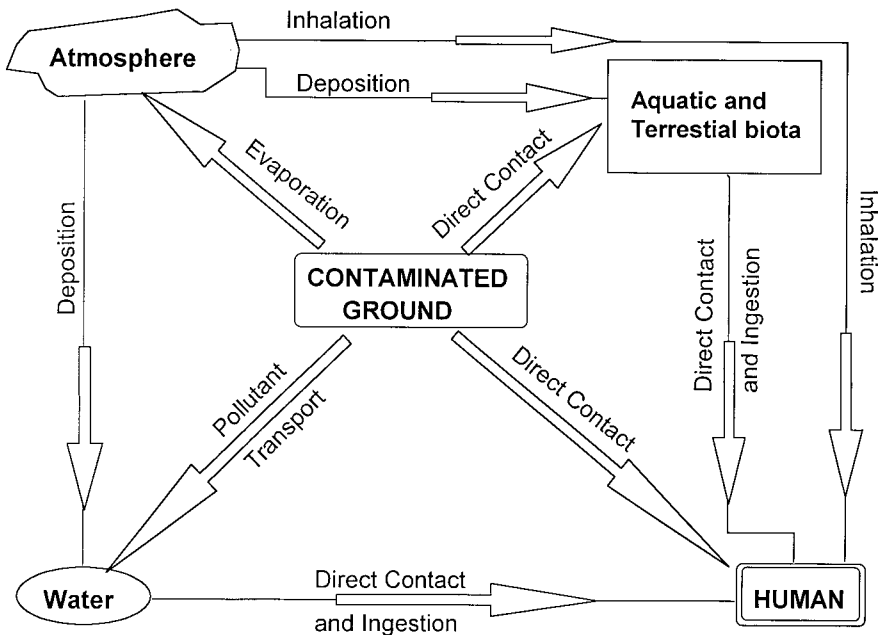 Inhalation
Atmosphere
Deposition
Aquatic and
Terrestial biota
Evaporation
Direct Contact
Deposition
Inhalation
CONTAMINATED
GROUND
Direct Contact
and Ingestion
Pollutant
Transport
Direct Contact
Water
Direct Contact
and Ingestion
HUMAN